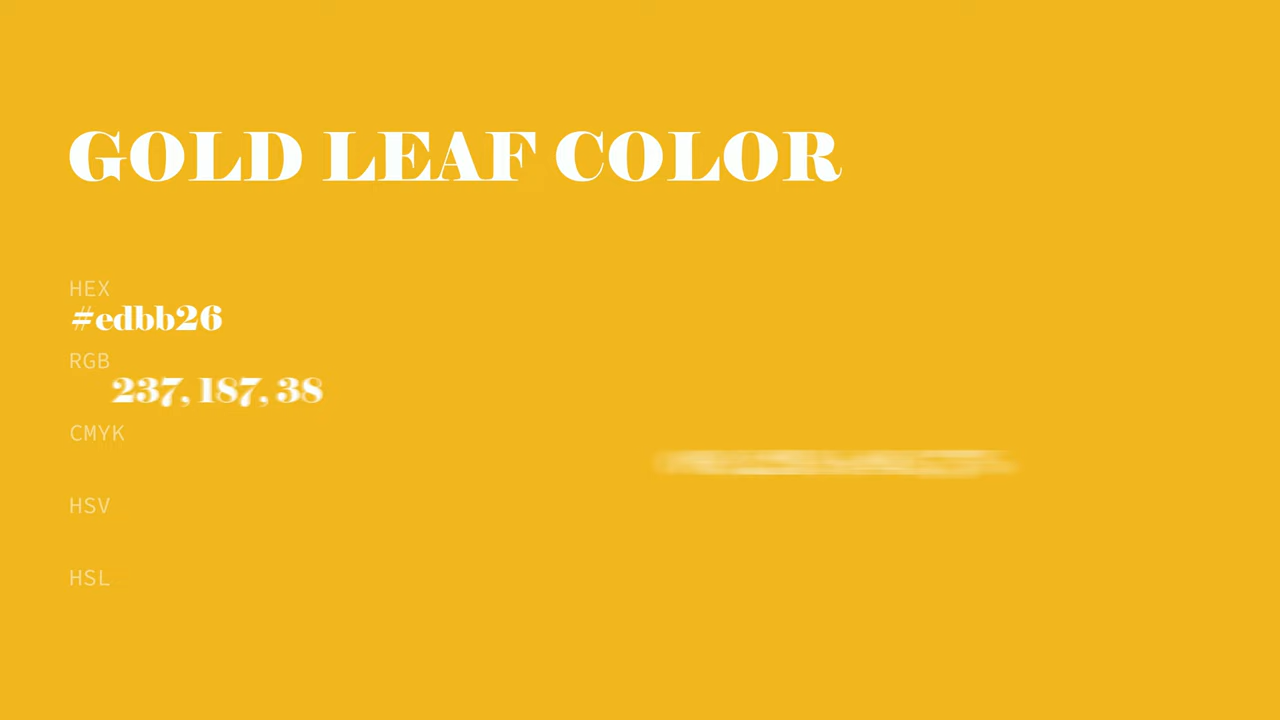 GOLD LEAF COLOR
HEX
#edbb26
RGB
237, 187, 38
CMYK
HSV
HSL